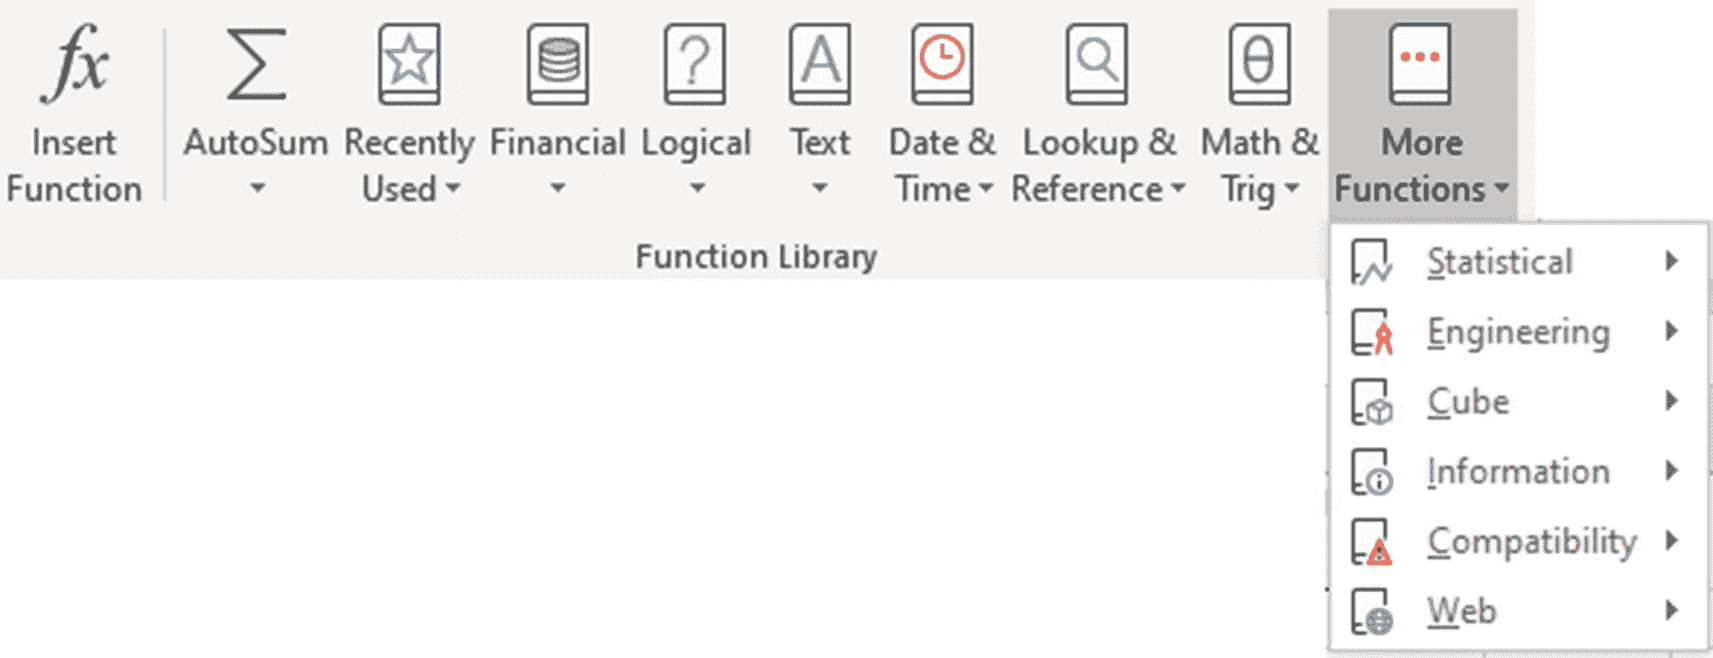 fx
Insert
Function
Σ
AutoSum
Recently
Used
Financial
?
Logical
A
Text
Date &
Time
Lookup &
Reference
θ
Math &
Trig
More
Functions
Function Library
Statistical
Engineering
Cube
Information
Compatibility
Web